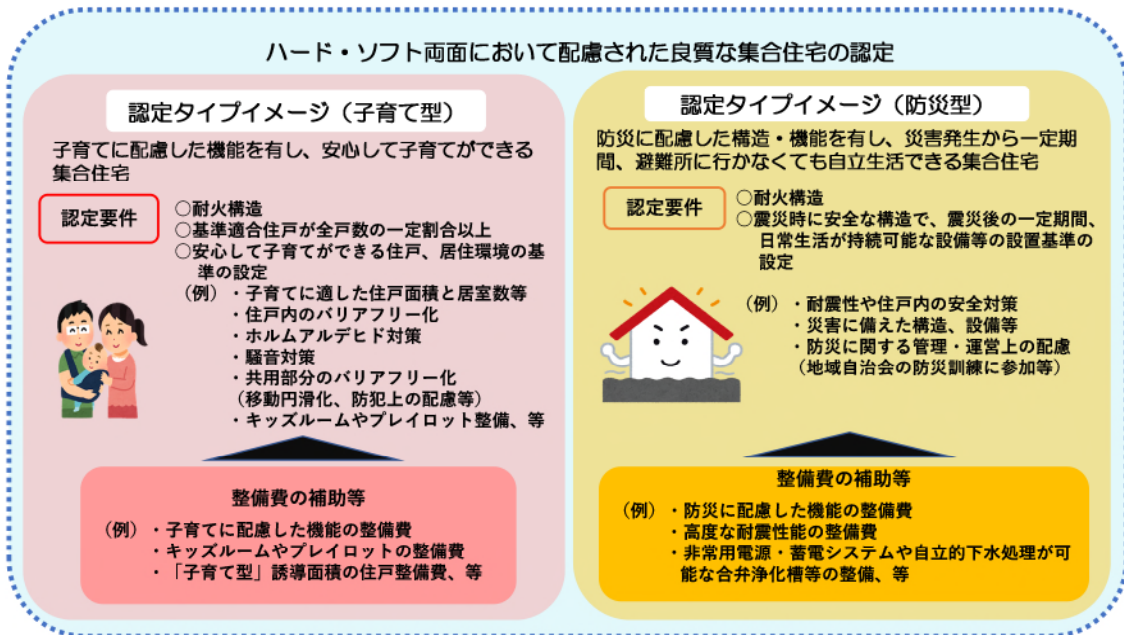 ハード・ソフト両面において配慮された良質な集合住宅の認定
認定タイプイメージ（子育て型）
子育てに配慮した機能を有し、安心して子育てができる
集合住宅
認定要件
○耐火構造
○基準適合住戸が全戸数の一定割合以上
○安心して子育てができる住戸、居住環境の基
準の設定
（例）・子育てに適した住戸面積と居室数等
・住戸内のバリアフリー化
・ホルムアルデヒド対策
・騒音対策
・共用部分のバリアフリー化
（移動円滑化、防犯上の配慮等）
・キッズルームやプレイロット整備、等
整備費の補助等
（例）・子育てに配慮した機能の整備費
・キッズルームやプレイロットの整備費
・「子育て型」誘導面積の住戸整備費、等
認定タイプイメージ（防災型）
防災に配慮した構造・機能を有し、災害発生から一定期
間、避難所に行かなくても自立生活できる集合住宅
認定要件
○耐火構造
○震災時に安全な構造で、震災後の一定期間、
日常生活が持続可能な設備等の設置基準の
設定
（例）・耐震性や住戸内の安全対策
・災害に備えた構造、設備等
・防災に関する管理・運営上の配慮
（地域自治会の防災訓練に参加等）
整備費の補助等
（例）・防災に配慮した機能の整備費
・高度な耐震性能の整備費
・非常用電源・蓄電システムや自立的下水処理が可
能な合弁浄化槽等の整備、等